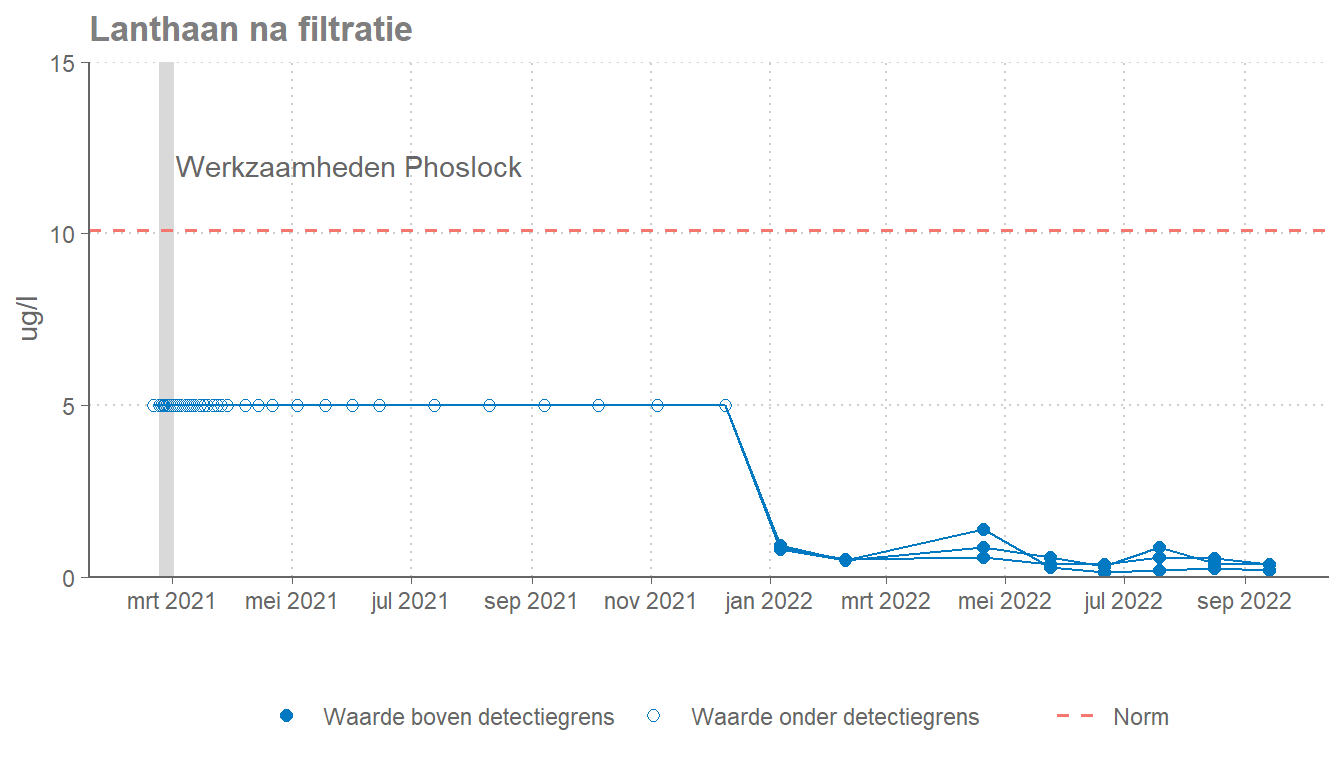 Lanthaan na filtratie
15
Werkzaamheden Phoslock
10
ug/l
5
0
mrt 2021 mei 2021 jul 2021 sep 2021 nov 2021 jan 2022 mrt 2022 mei 2022 jul 2022 sep 2022
Waarde boven detectiegrens Waarde onder detectiegrens Norm